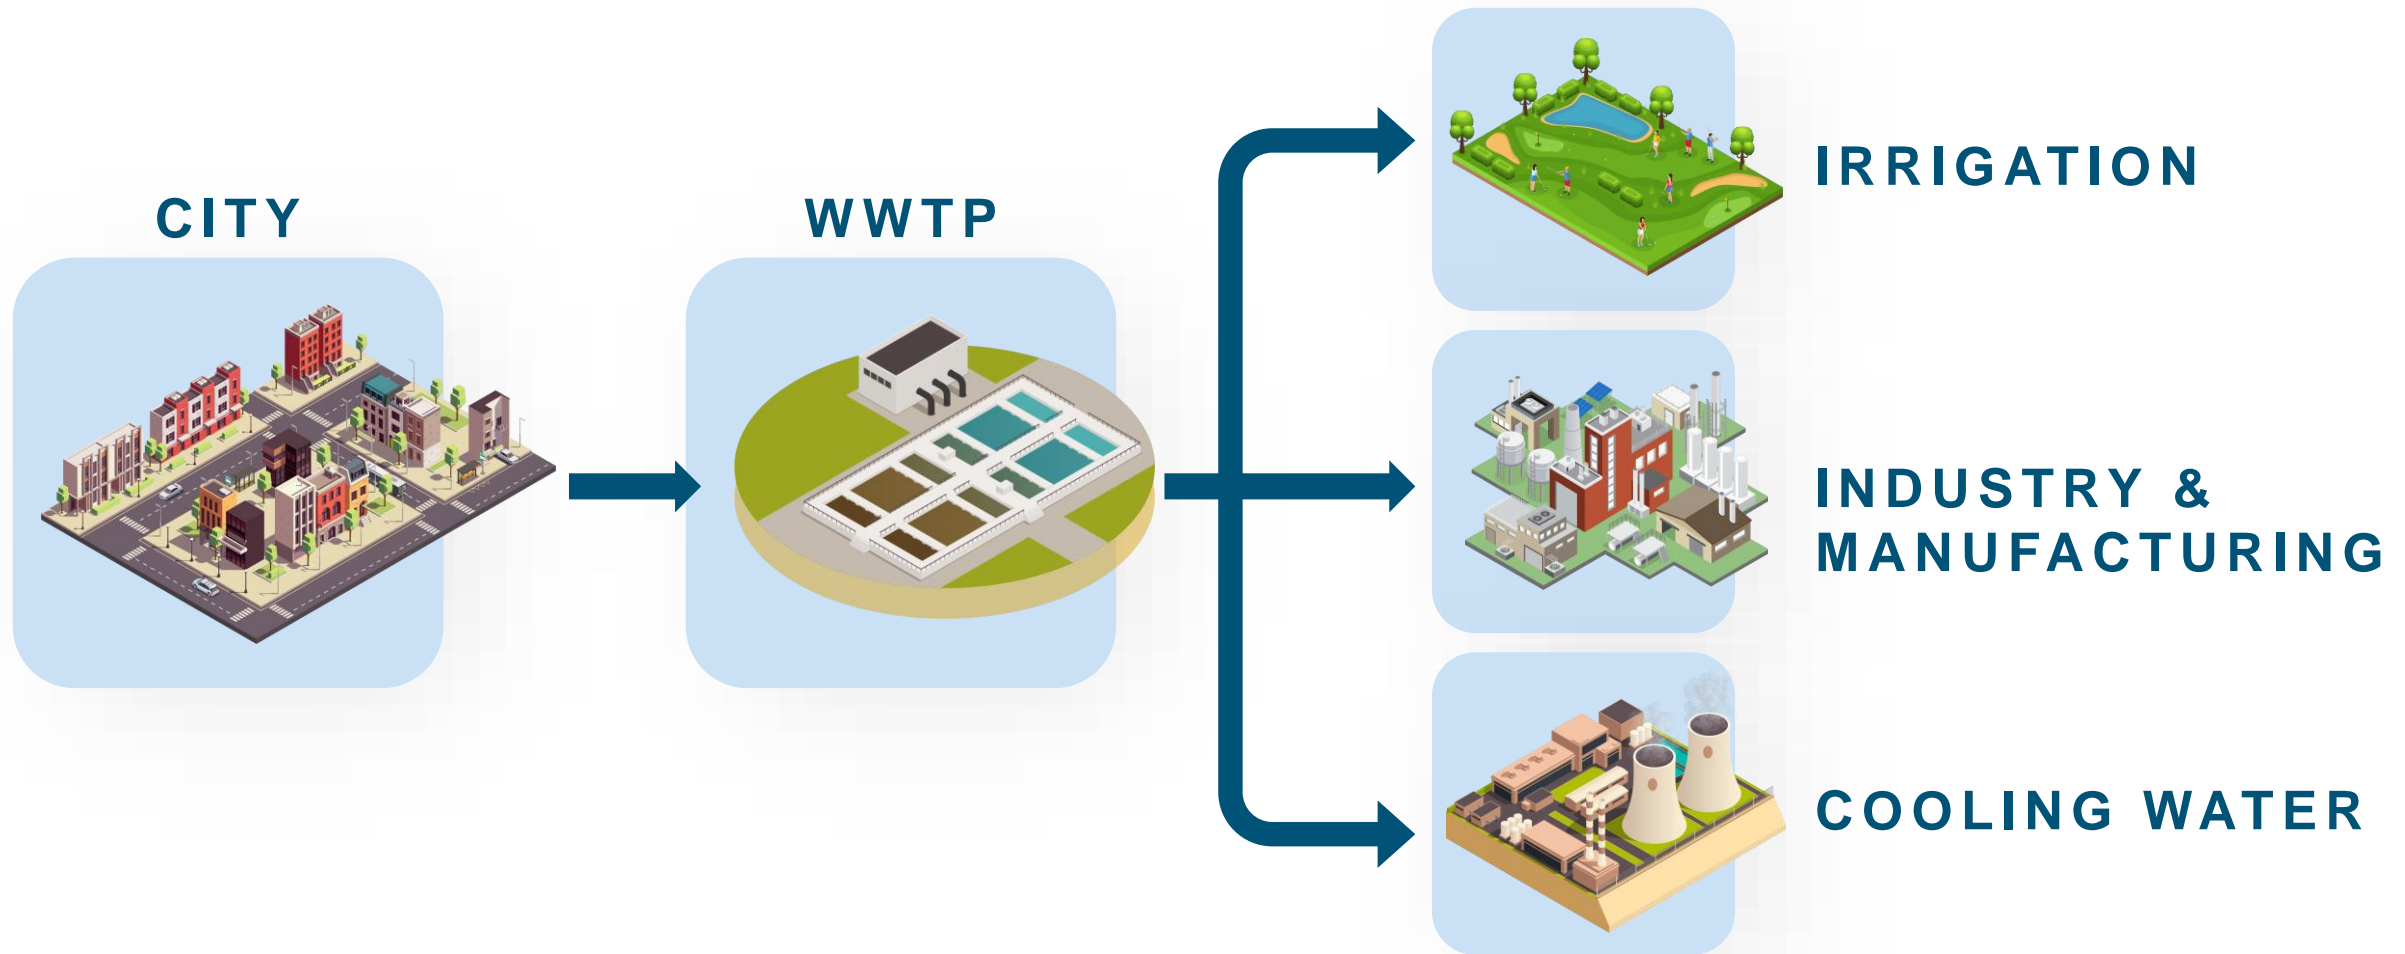 CITY
WWTP
IRRIGATION
INDUSTRY &
MANUFACTURING
COOLING WATER